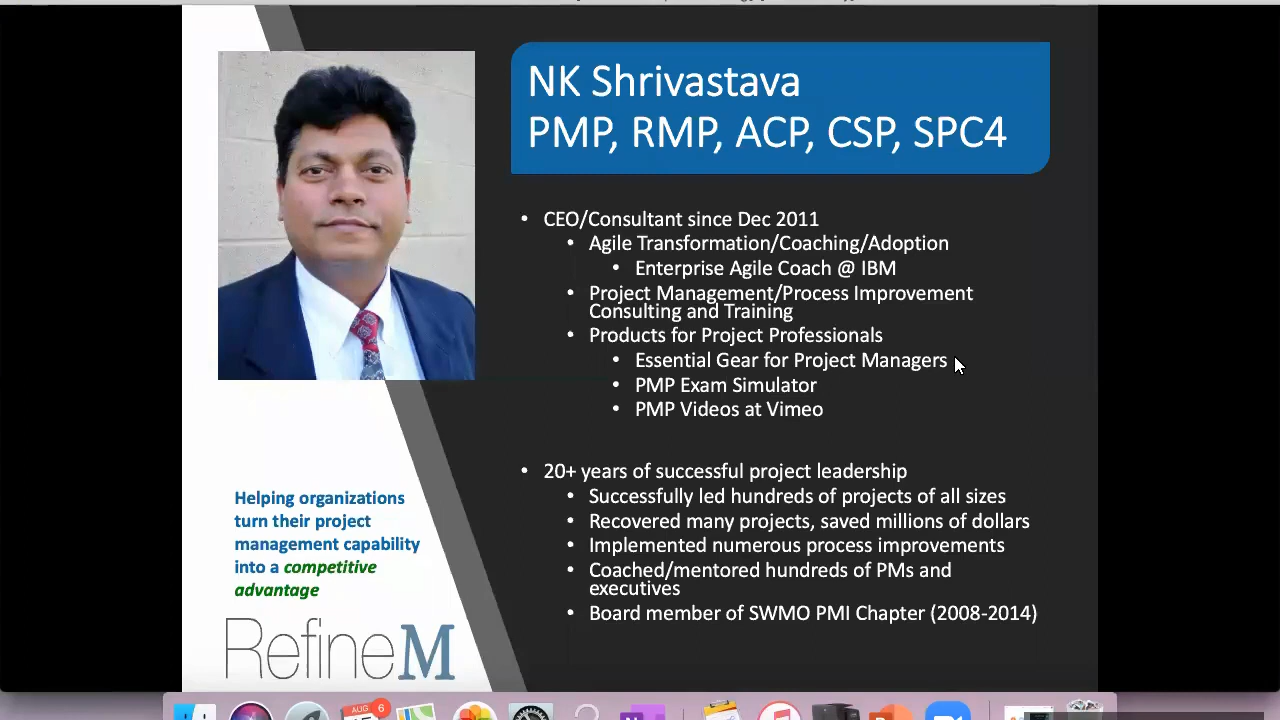 NK Shrivastava
PMP, RMP, ACP, CSP, SPC4
• CEO/Consultant since Dec 2011
• Agile Transformation/Coaching/Adoption
• Enterprise Agile Coach @ IBM
• Project Management/Process Improvement
Consulting and Training
• Products for Project Professionals
• Essential Gear for Project Managers
• PMP Exam Simulator
• PMP Videos at Vimeo
• 20+ years of successful project leadership
• Successfully led hundreds of projects of all sizes
• Recovered many projects, saved millions of dollars
• Implemented numerous process improvements
• Coached/mentored hundreds of PMs and
executives
• Board member of SWMO PMI Chapter (2008-2014)
Helping organizations
turn their project
management capability
into a competitive
advantage
RefineM
AUG
6